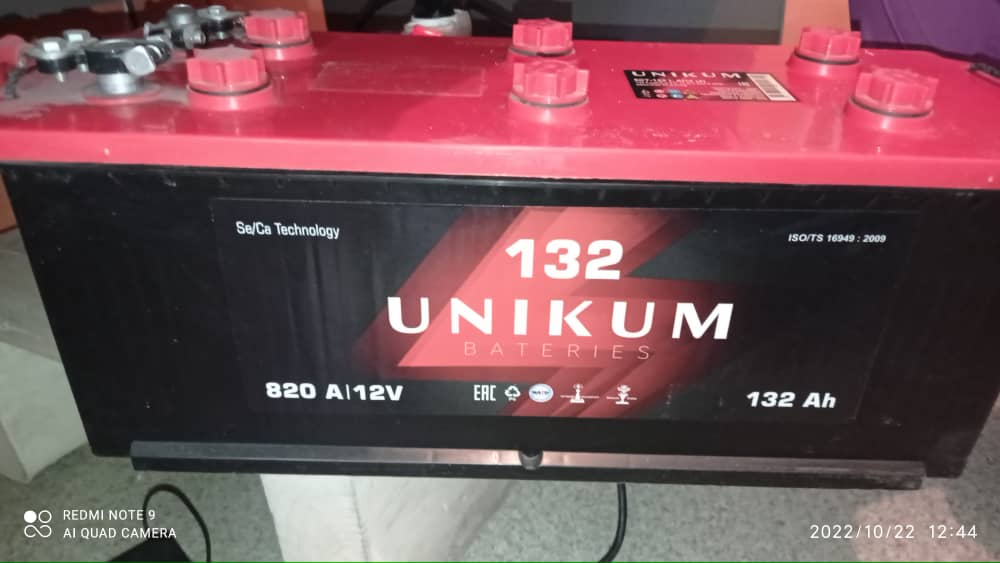 UNIKUM
Se/Ca Technology
ISO/TS 16949 : 2009
132
UNIKUM
BATERIES
820 A|12V
EAC
132 Ah
REDMI NOTE 9
AI QUAD CAMERA
2022/10/22 12:44